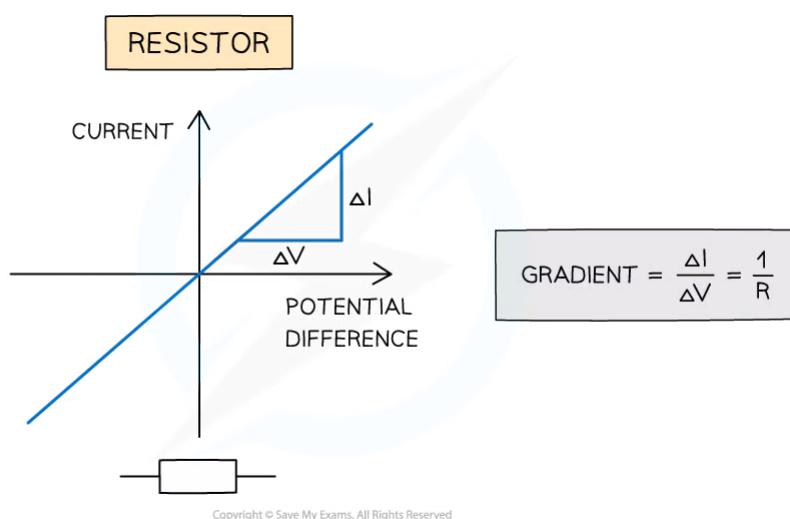 RESISTOR
CURRENT
ΔI
ΔV
POTENTIAL
DIFFERENCE
GRADIENT = ΔI/ΔV = 1/R
Copyright © Save My Exams. All Rights Reserved